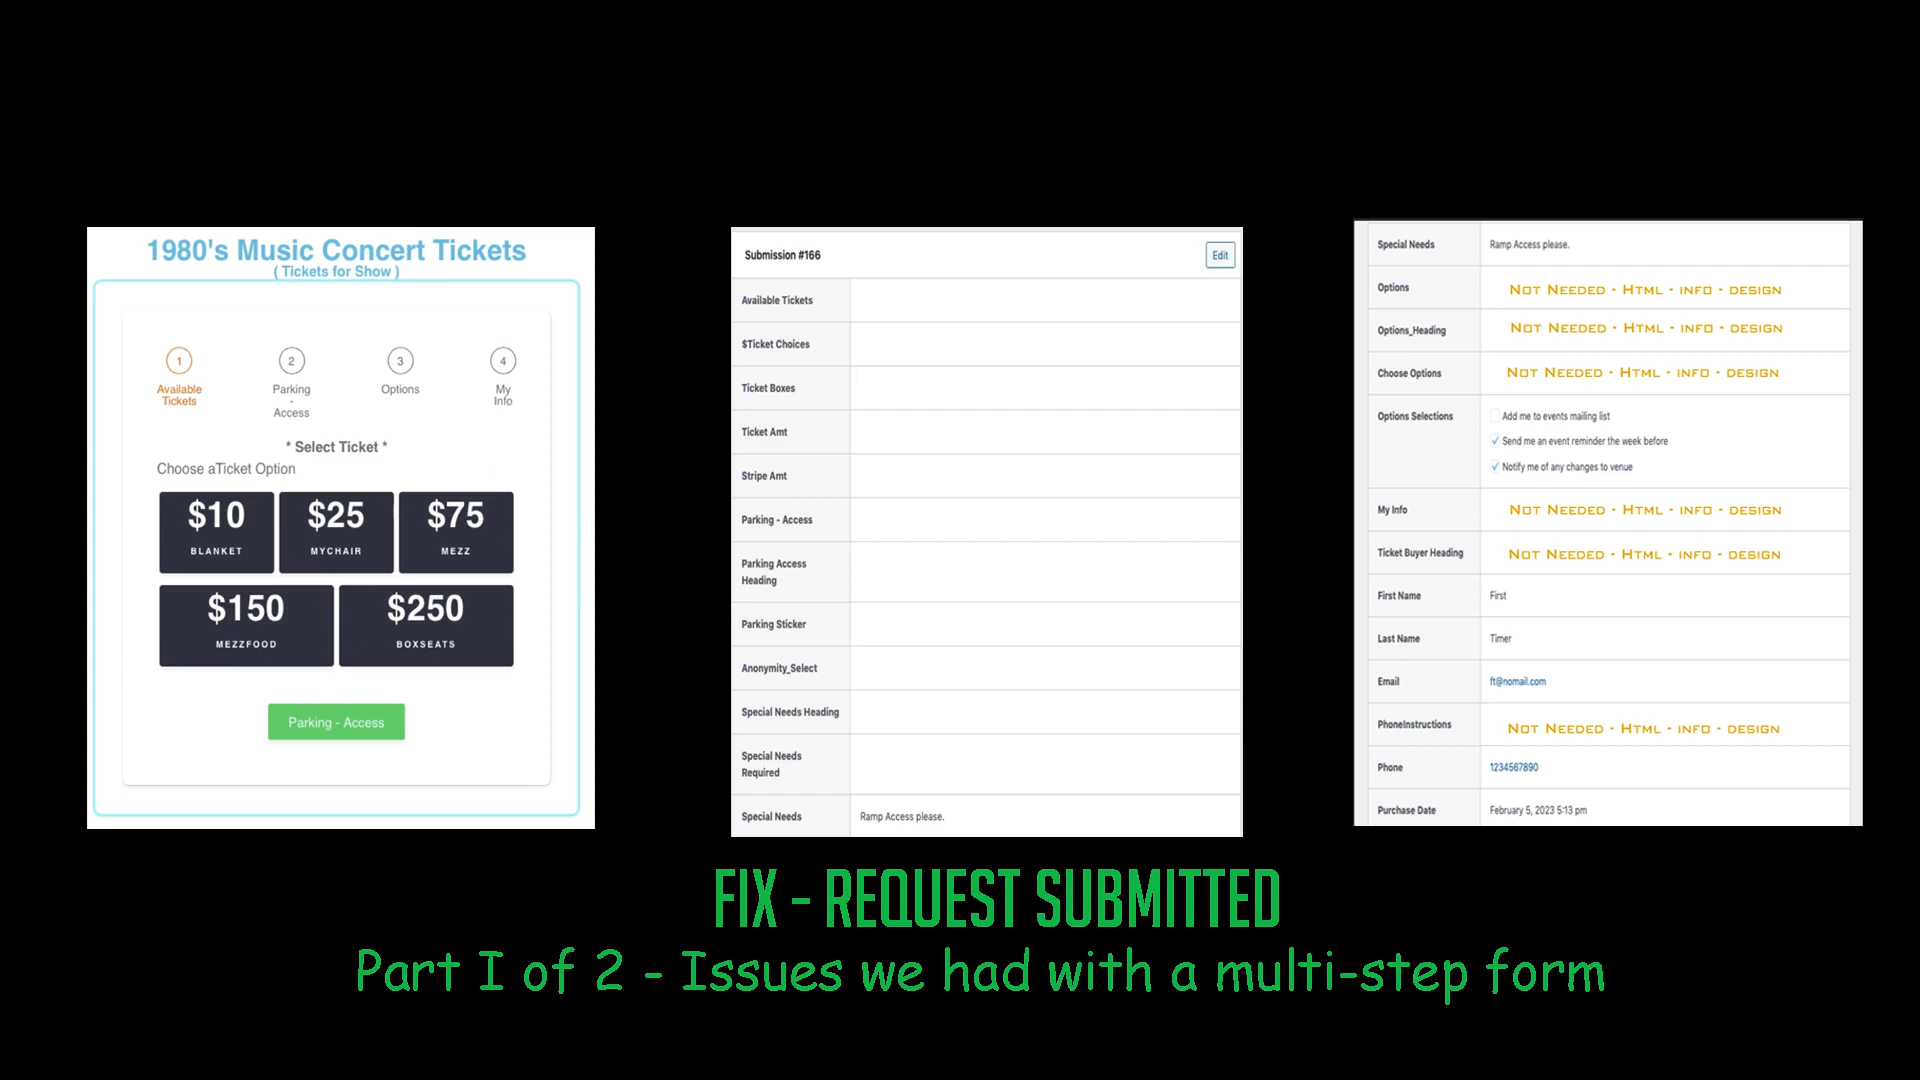 1980's Music Concert Tickets
( Tickets for Show )
1
2
3
4
Available
Tickets
Parking
-
Access
Options
My
Info
* Select Ticket *
Choose aTicket Option
$10
BLANKET
$25
MYCHAIR
$75
MEZZ
$150
MEZZFOOD
$250
BOXSEATS
Parking - Access
Submission #166
Edit
Available Tickets
$Ticket Choices
Ticket Boxes
Ticket Amt
Stripe Amt
Parking - Access
Parking Access
Heading
Parking Sticker
Anonymity_Select
Special Needs Heading
Special Needs
Required
Special Needs
Ramp Access please.
Special Needs
Ramp Access please.
Options
Not Needed - Html - info - design
Options_Heading
Not Needed - Html - info - design
Choose Options
Not Needed - Html - info - design
Options Selections
Add me to events mailing list
Send me an event reminder the week before
Notify me of any changes to venue
My Info
Not Needed - Html - info - design
Ticket Buyer Heading
Not Needed - Html - info - design
First Name
First
Last Name
Timer
Email
ft@nomail.com
PhoneInstructions
Not Needed - Html - info - design
Phone
1234567890
Purchase Date
February 5, 2023 5:13 pm
FIX - REQUEST SUBMITTED
Part I of 2 - Issues we had with a multi-step form